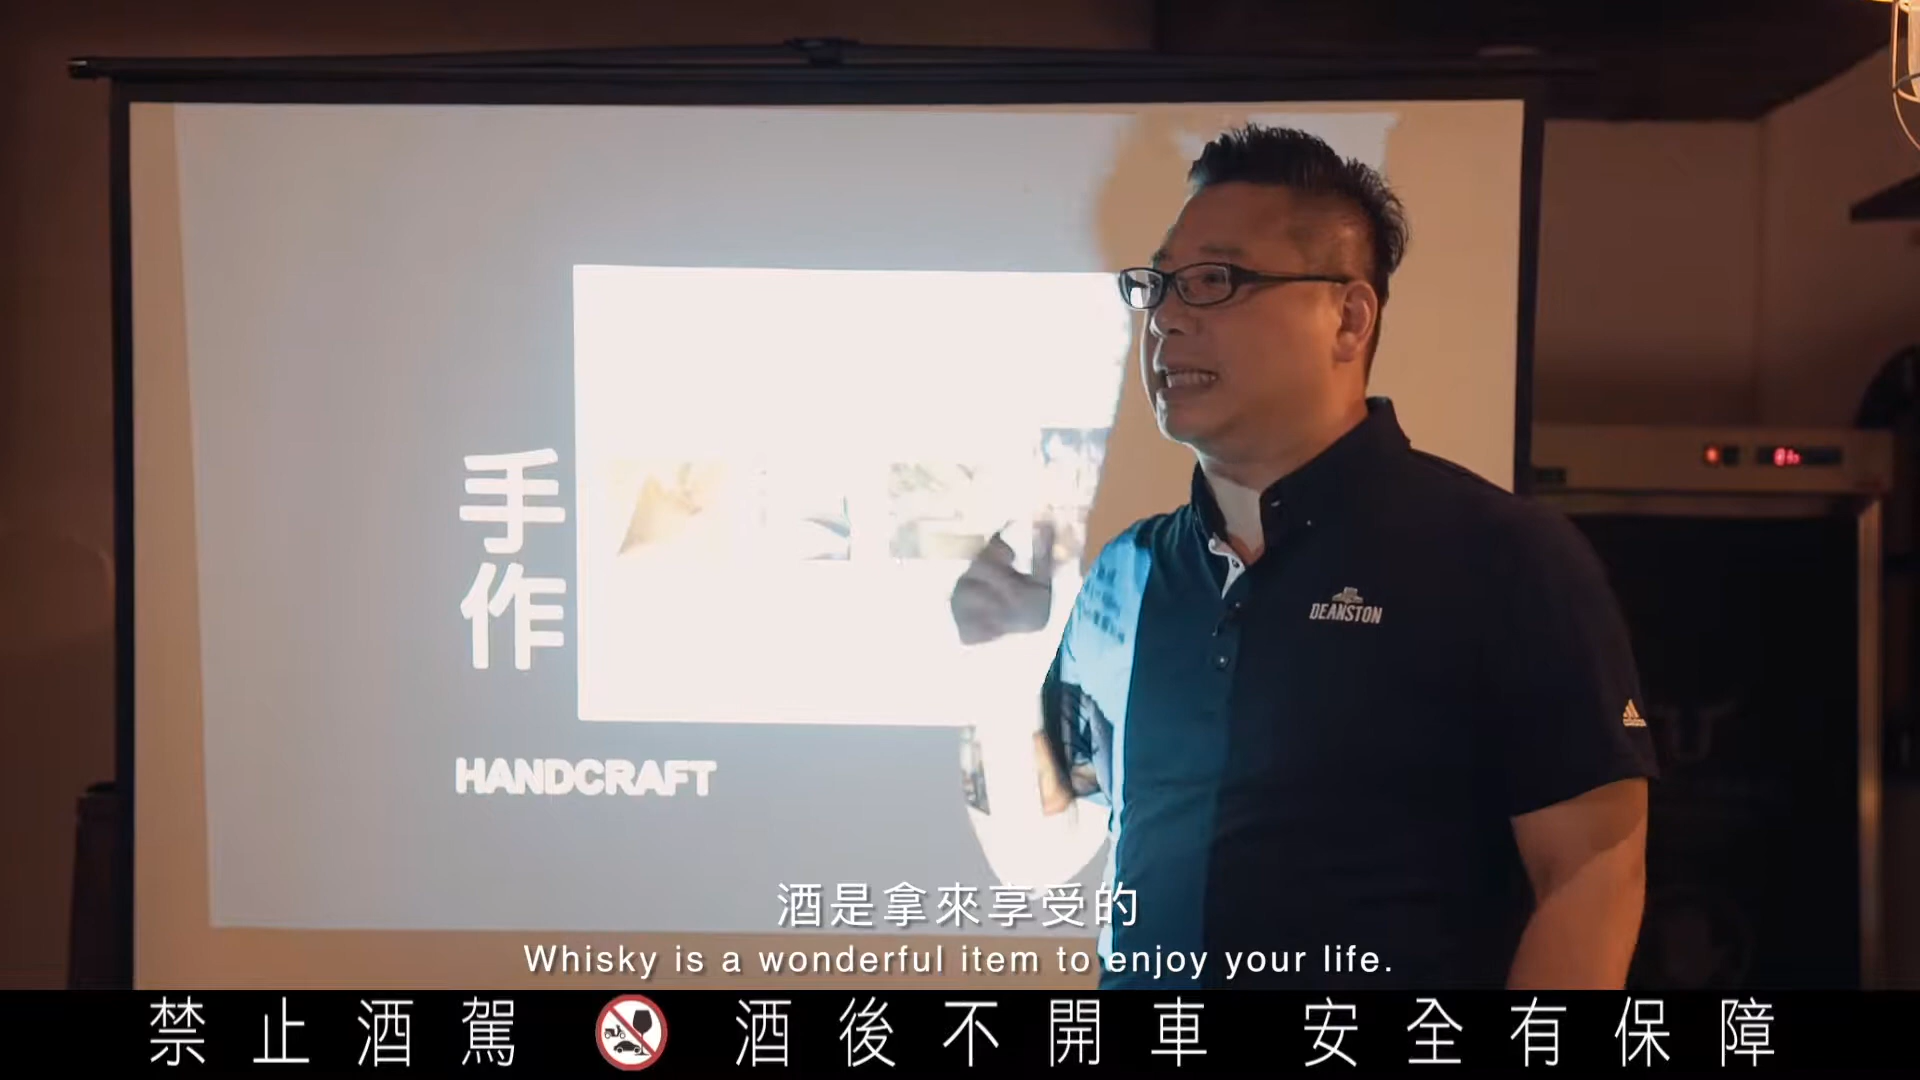 手作
HANDCRAFT
DEANSTON
酒是拿來享受的
Whisky is a wonderful item to enjoy your life.
禁止酒駕 酒後不開車 安全有保障